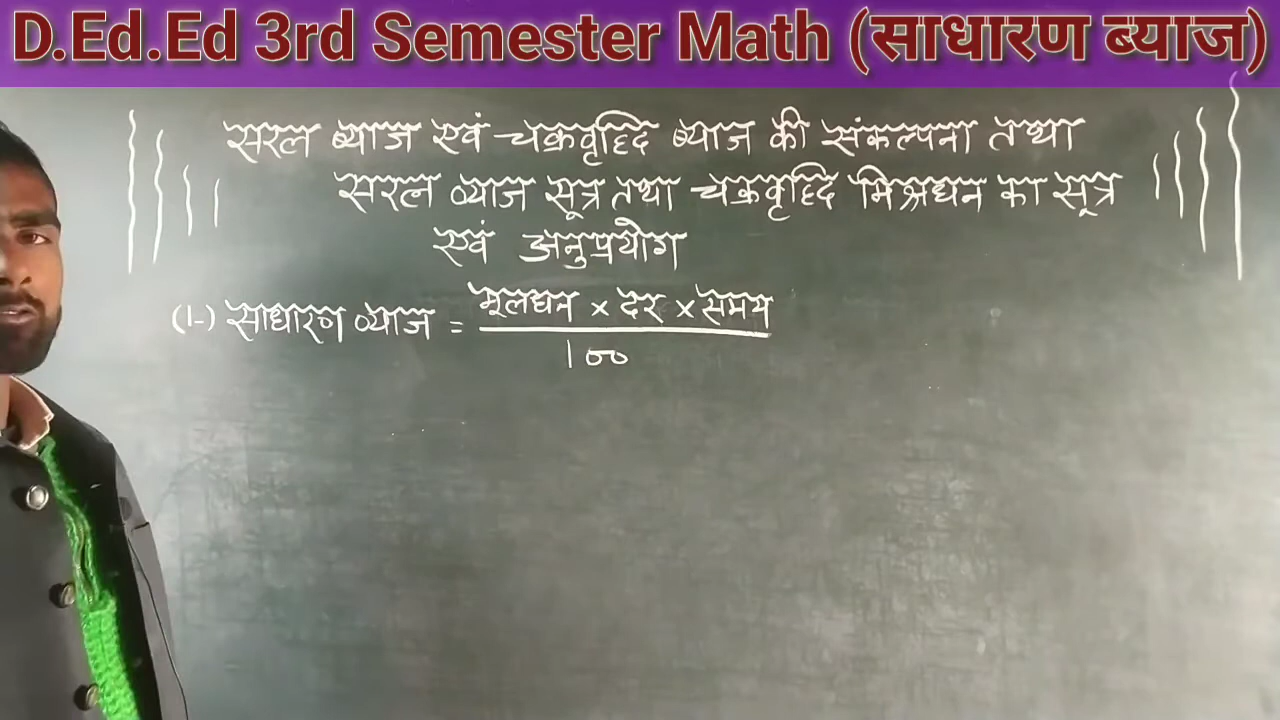 D.Ed.Ed 3rd Semester Math (साधारण ब्याज)
सरल ब्याज एवं चक्रवृद्दि ब्याज की संकल्पना तथा
सरल ब्याज सूत्र तथा चक्रवृद्दि मिश्रधन का सूत्र
एवं अनुप्रयोग
(1-) साधारण ब्याज = मूलधन × दर × समय
100